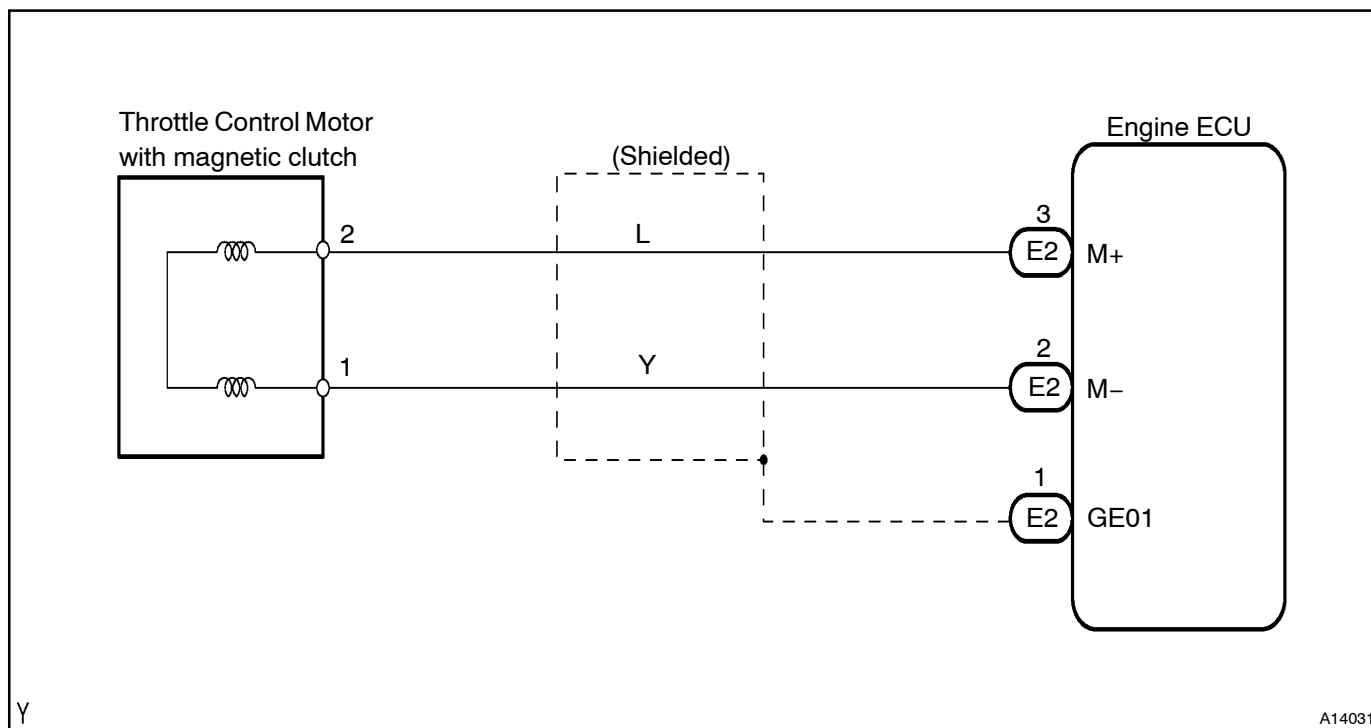 Throttle Control Motor
with magnetic clutch
(Shielded)
Engine ECU
2
L
3
E2
M+
1
Y
2
E2
M−
1
E2
GE01
Y
A14031